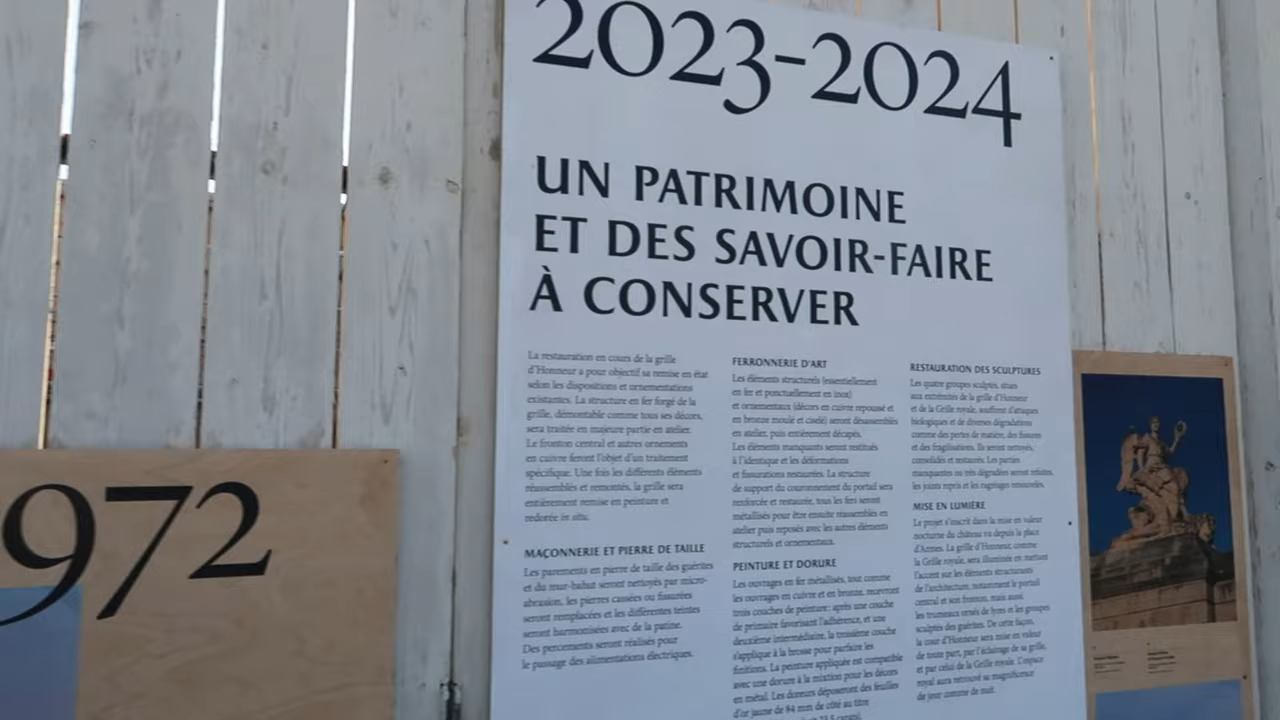 2023-2024
UN PATRIMOINE
ET DES SAVOIR-FAIRE
À CONSERVER
La restauration en cours de la grille
d'Honneur a pour objectif sa remise en état
selon les dispositions et ornementations
existantes. La structure en fer forgé de la
grille, démontable comme tous ses décors,
sera traitée en majeure partie en atelier.
Le fronton central et autres ornements
en cuivre feront l'objet d'un traitement
spécifique. Une fois les différents éléments
réassemblés et remontés, la grille sera
entièrement remise en peinture et
redorée in situ.
MAÇONNERIE ET PIERRE DE TAILLE
Les parements en pierre de taille des guérites
et du mur-bahut seront nettoyés par micro-
abrasion, les pierres cassées ou fissurées
seront remplacées et les différentes teintes
seront harmonisées avec de la patine.
Des percements seront réalisés pour
le passage des alimentations électriques.
FERRONNERIE D'ART
Les éléments structurels (essentiellement
en fer et ponctuellement en inox)
et ornementaux (décors en cuivre repoussé et
en bronze moulé et ciselé) seront désassemblés
en atelier, puis entièrement décapés.
Les éléments manquants seront restitués
à l'identique et les déformations
et fissurations restaurées. La structure
de support du couronnement du portail sera
renforcée et restaurée, tous les fers seront
métallisés pour être ensuite réassemblés en
atelier puis reposés avec les autres éléments
structurels et ornementaux.
PEINTURE ET DORURE
Les ouvrages en fer métallisés, tout comme
les ouvrages en cuivre et en bronze, recevront
trois couches de peinture: après une couche
de primaire favorisant l'adhérence, et une
deuxième intermédiaire, la troisième couche
s'applique à la brosse pour parfaire les
finitions. La peinture appliquée est compatible
avec une dorure à la mixtion pour les décors
en métal. Les doreurs déposeront des feuilles
d'or jaune de 84 mm de côté au titre
RESTAURATION DES SCULPTURES
Les quatre groupes sculptés, situés
aux extrémités de la grille d'Honneur
et de la Grille royale, souffrent d'attaques
biologiques et de diverses dégradations
comme des pertes de matière, des fissures
et des fragilisations. Ils seront nettoyés,
consolidés et restaurés. Les parties
manquantes ou très dégradées seront refaites,
les joints repris et les ragréages renouvelés.
MISE EN LUMIÈRE
Le projet s'inscrit dans la mise en valeur
nocturne du château vu depuis la place
d'Armes. La grille d'Honneur, comme
la Grille royale, sera illuminée en mettant
l'accent sur les éléments structurants
de l'architecture, notamment le portail
central et son fronton, mais aussi
les trumeaux ornés de lyres et les groupes
sculptés des guérites. De cette façon,
la cour d'Honneur sera mise en valeur
de toute part, par l'éclairage de sa grille,
et par celui de la Grille royale. L'espace
royal aura retrouvé sa magnificence
de jour comme de nuit.
972